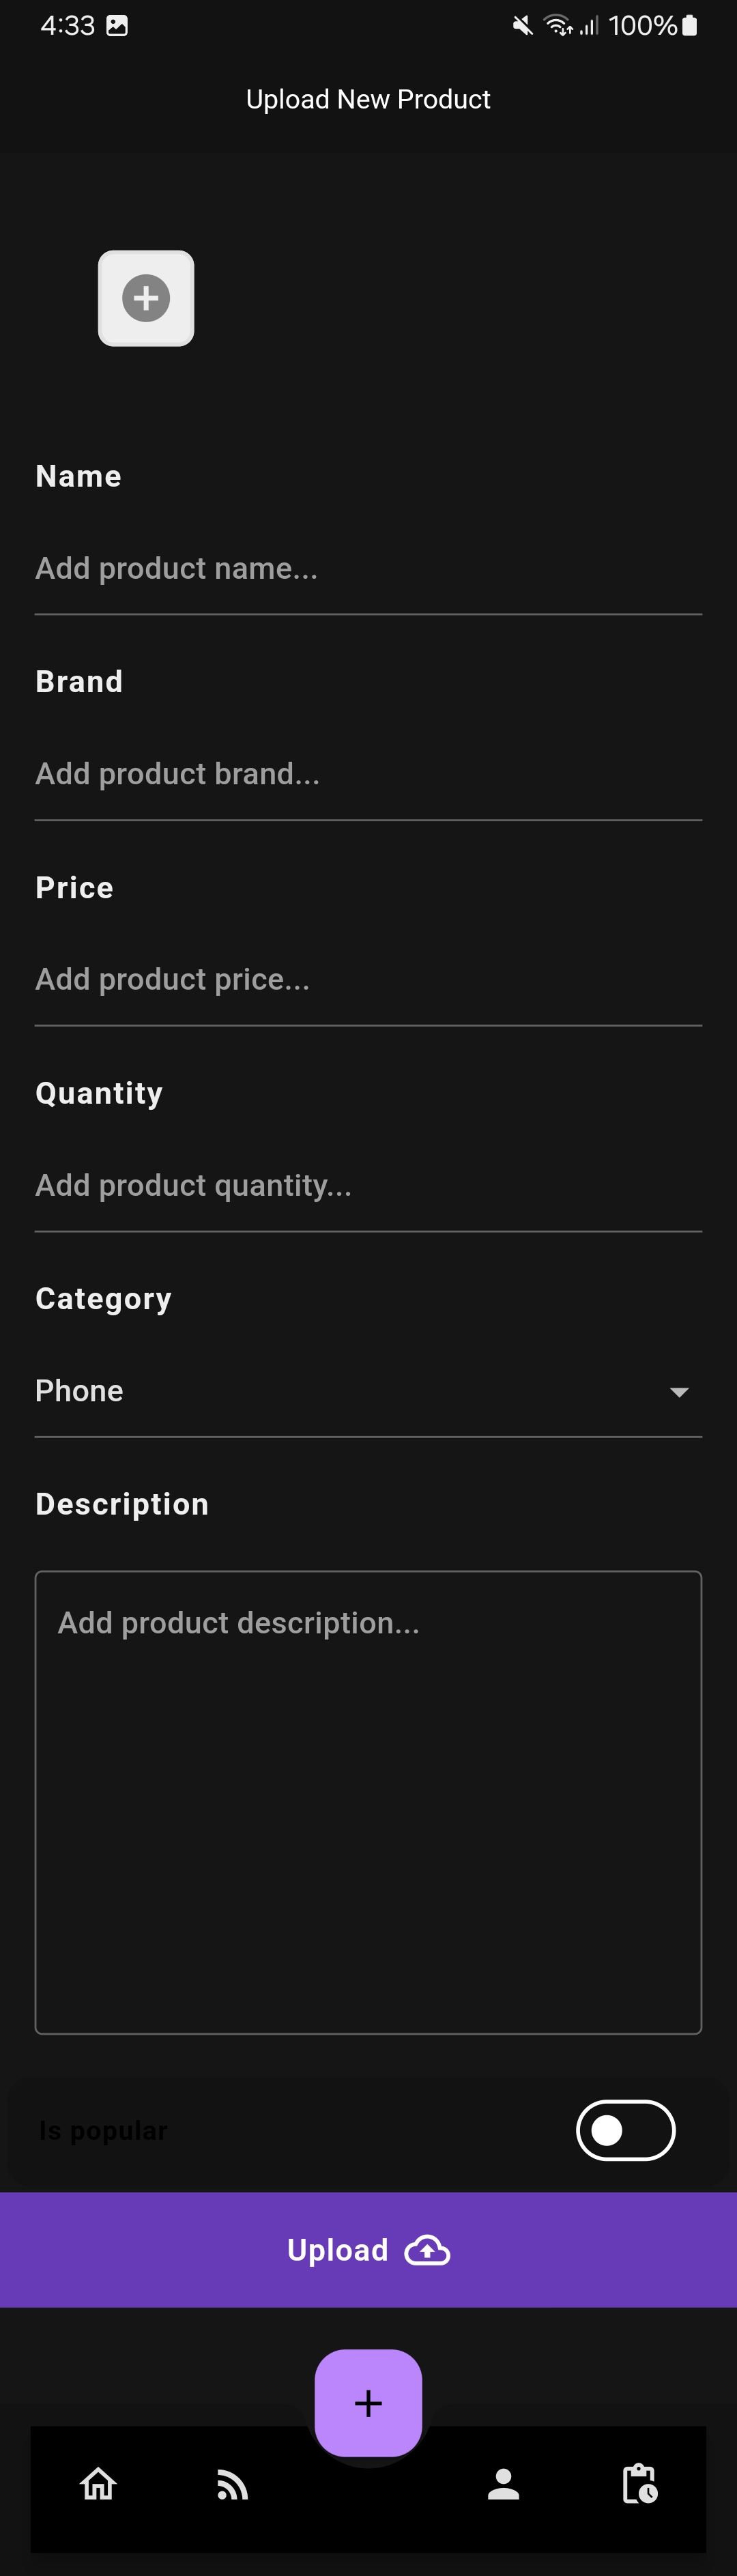 4:33 100%
Upload New Product
Name
Add product name...
Brand
Add product brand...
Price
Add product price...
Quantity
Add product quantity...
Category
Phone
Description
Add product description...
Is popular
Upload